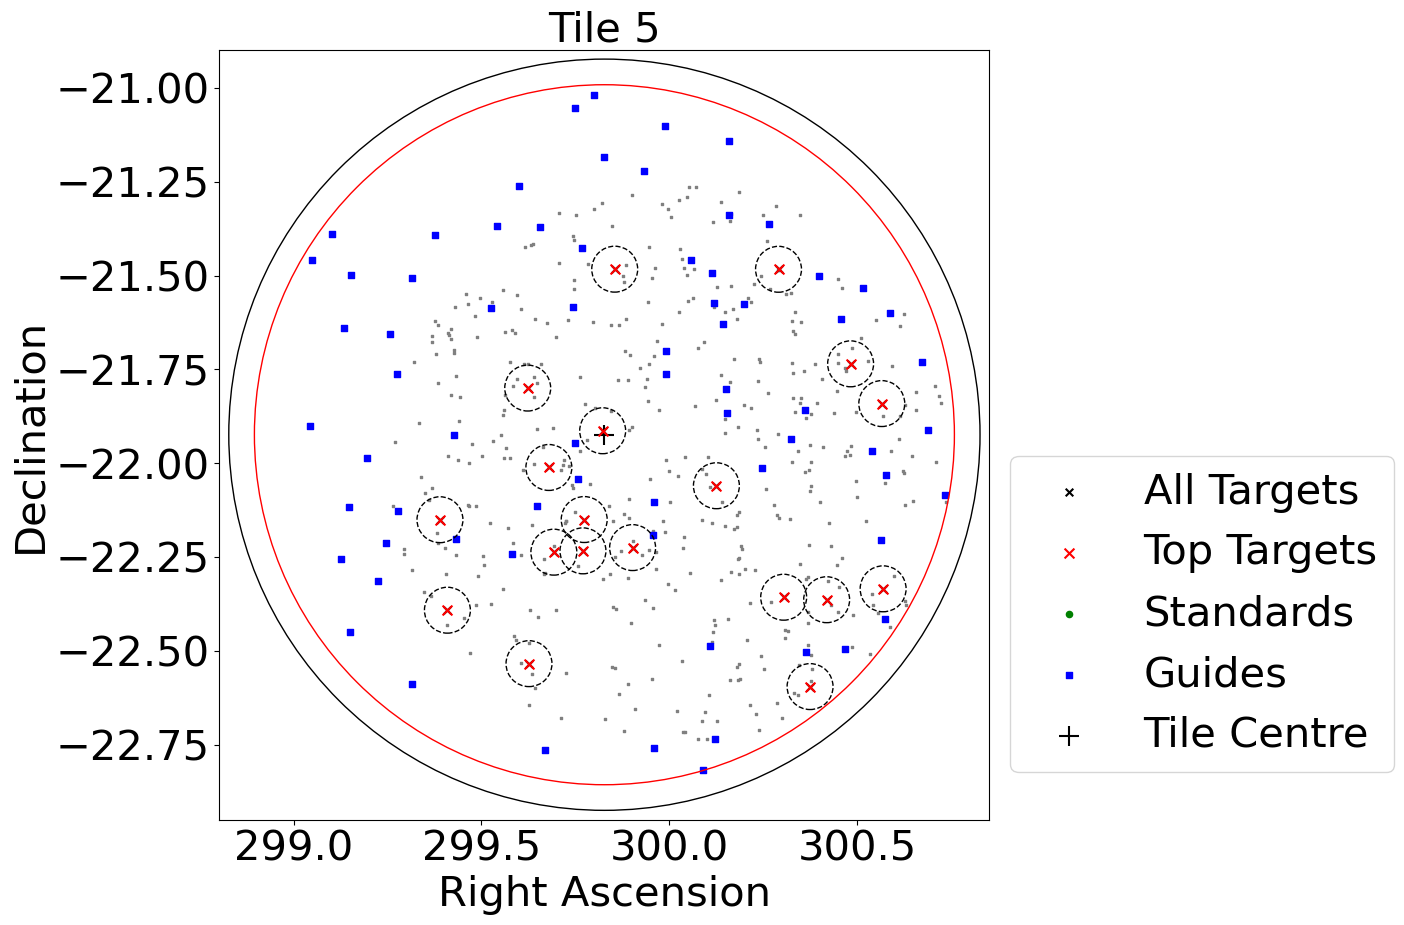 Tile 5
−21.00
−21.25
−21.50
−21.75
−22.00
−22.25
−22.50
−22.75
Declination
299.0 299.5 300.0 300.5
Right Ascension
All Targets
Top Targets
Standards
Guides
Tile Centre